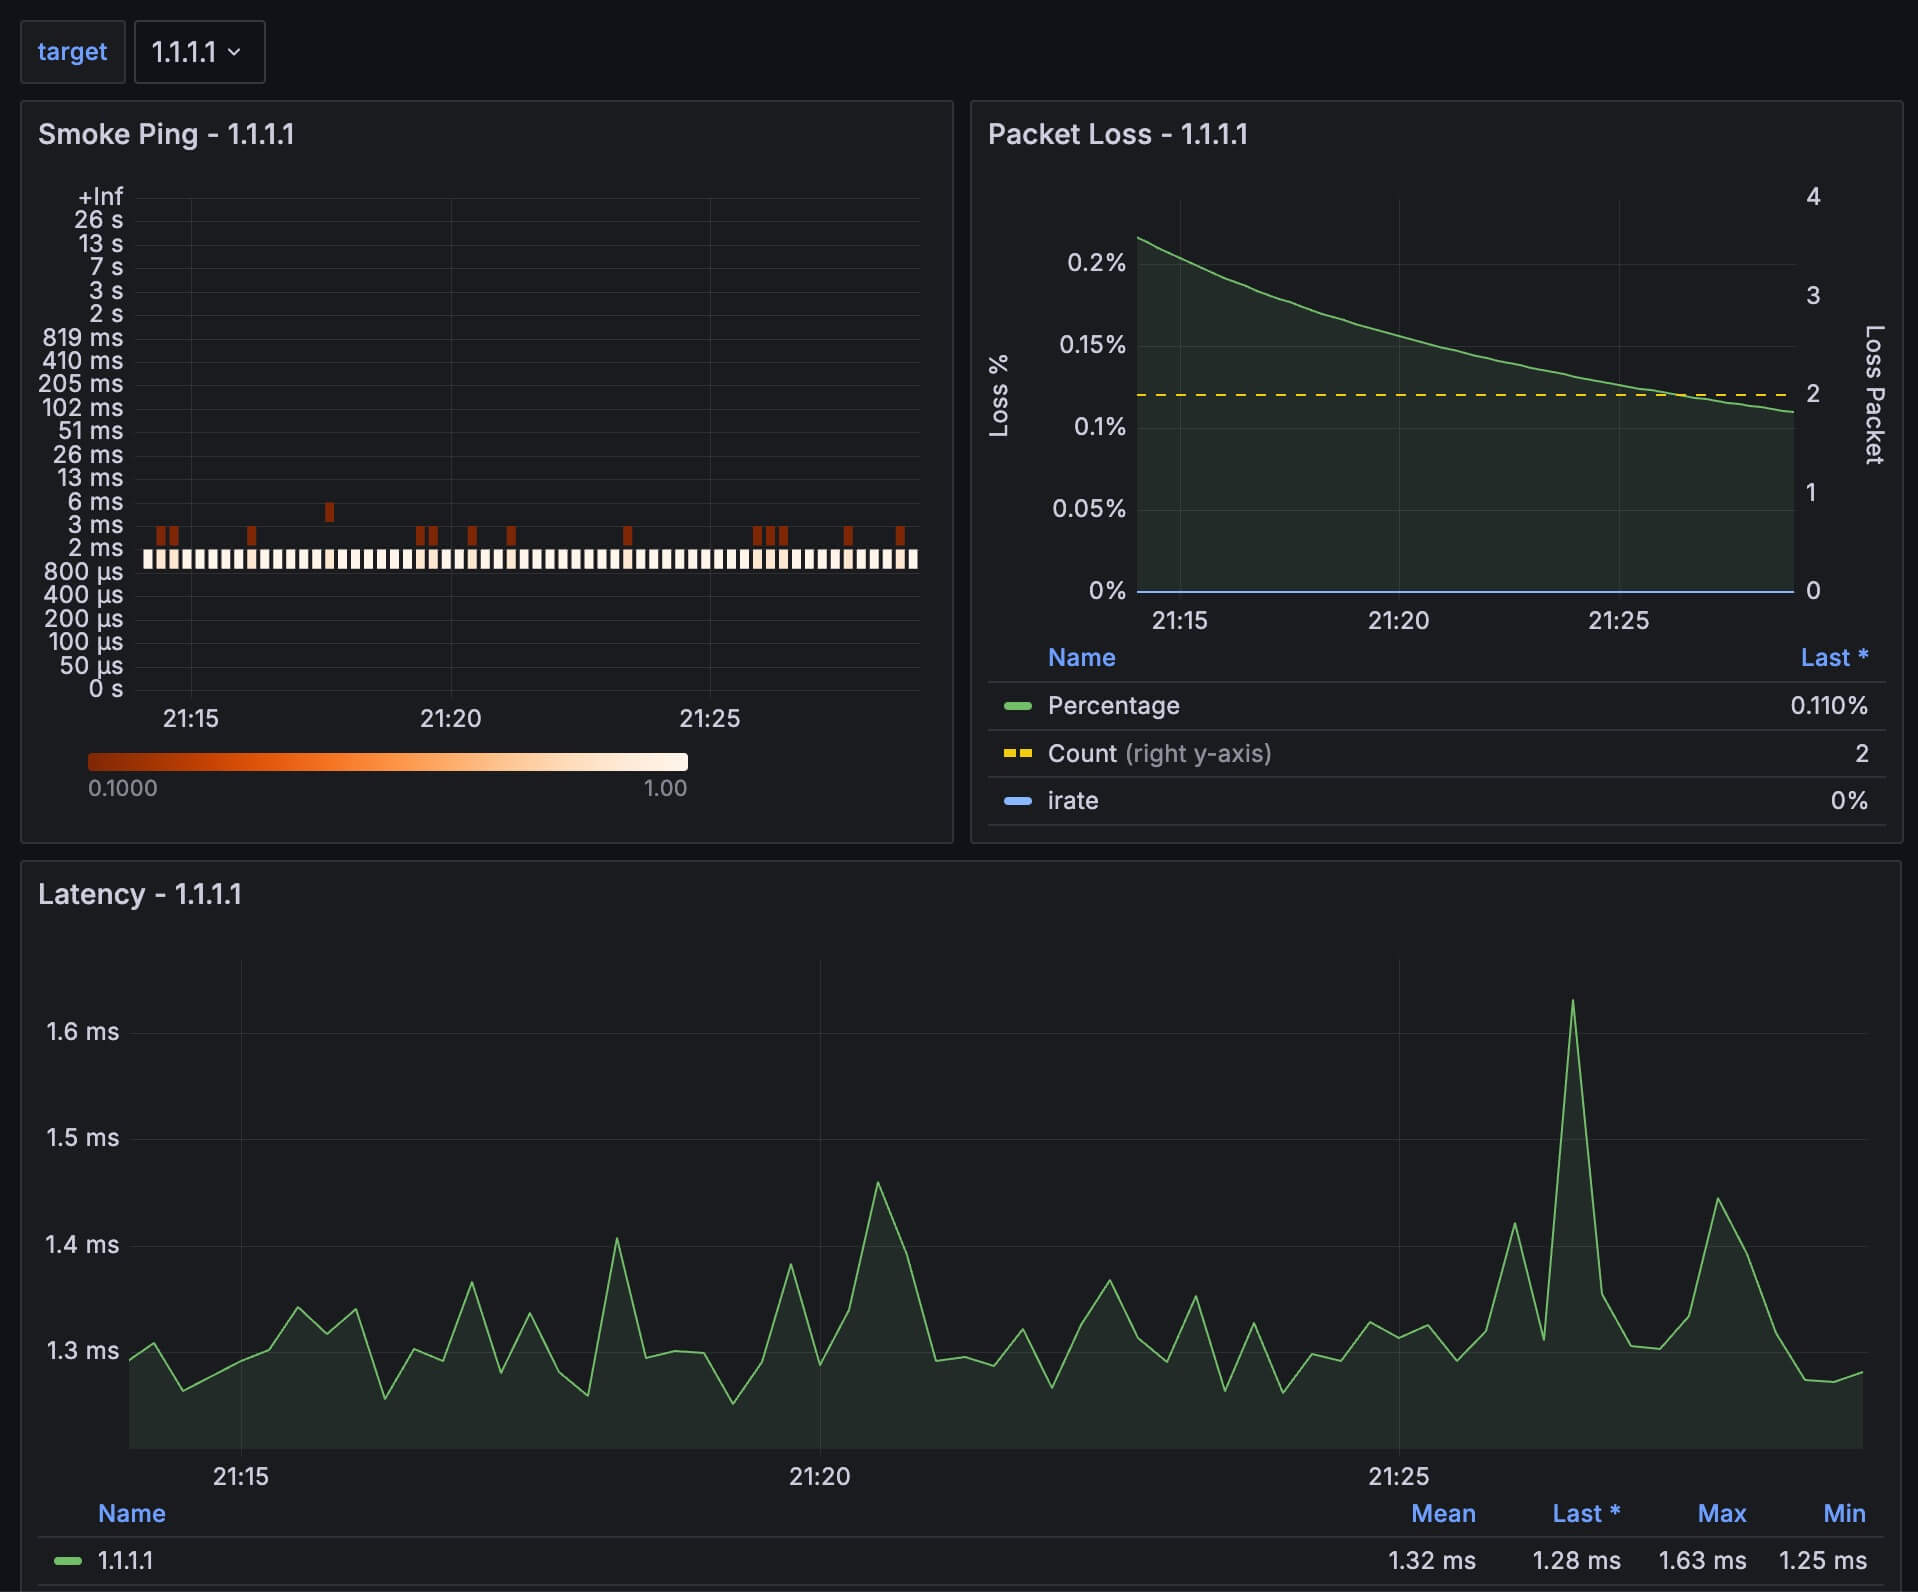 target 1.1.1.1
Smoke Ping - 1.1.1.1
+Inf
26 s
13 s
7 s
3 s
2 s
819 ms
410 ms
205 ms
102 ms
51 ms
26 ms
13 ms
6 ms
3 ms
2 ms
800 µs
400 µs
200 µs
100 µs
50 µs
0 s
21:15 21:20 21:25
0.1000 1.00
Packet Loss - 1.1.1.1
Loss %
0.2%
0.15%
0.1%
0.05%
0%
4
3
2
1
0
Loss Packet
21:15 21:20 21:25
Name Last *
Percentage 0.110%
Count (right y-axis) 2
irate 0%
Latency - 1.1.1.1
1.6 ms
1.5 ms
1.4 ms
1.3 ms
21:15 21:20 21:25
Name Mean Last * Max Min
1.1.1.1 1.32 ms 1.28 ms 1.63 ms 1.25 ms